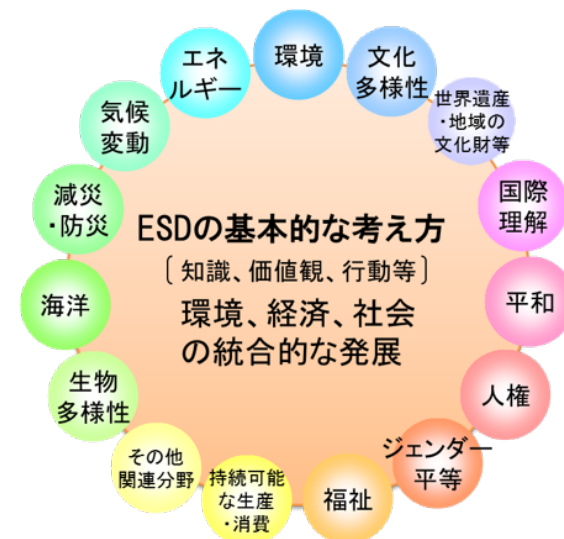 環境
文化
多様性
世界遺産
・地域の
文化財等
国際
理解
平和
人権
ジェンダー
平等
福祉
持続可能
な生産
・消費
その他
関連分野
生物
多様性
海洋
減災
・防災
気候
変動
エネ
ルギー
ESDの基本的な考え方
［知識、価値観、行動等］
環境、経済、社会
の統合的な発展